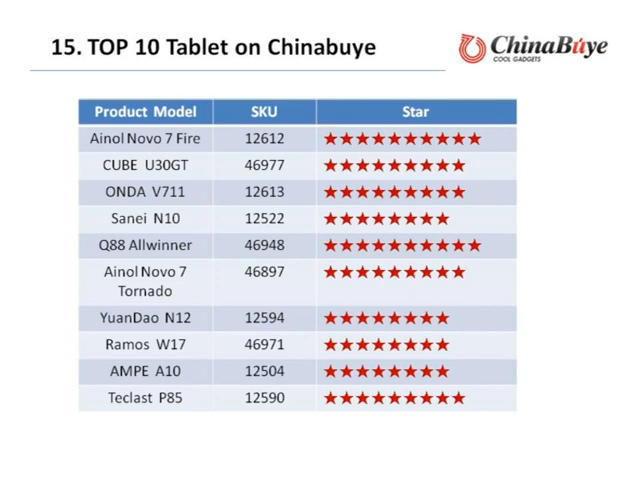 15. TOP 10 Tablet on Chinabuye
ChinaBuye
COOL GADGETS
Product Model SKU Star
Ainol Novo 7 Fire 12612 ★★★★★★★★★★
CUBE U30GT 46977 ★★★★★★★★★
ONDA V711 12613 ★★★★★★★★★
Sanei N10 12522 ★★★★★★★★
Q88 Allwinner 46948 ★★★★★★★★★★
Ainol Novo 7 46897 ★★★★★★★★★
Tornado
YuanDao N12 12594 ★★★★★★★★
Ramos W17 46971 ★★★★★★★★
AMPE A10 12504 ★★★★★★★★
Teclast P85 12590 ★★★★★★★★★